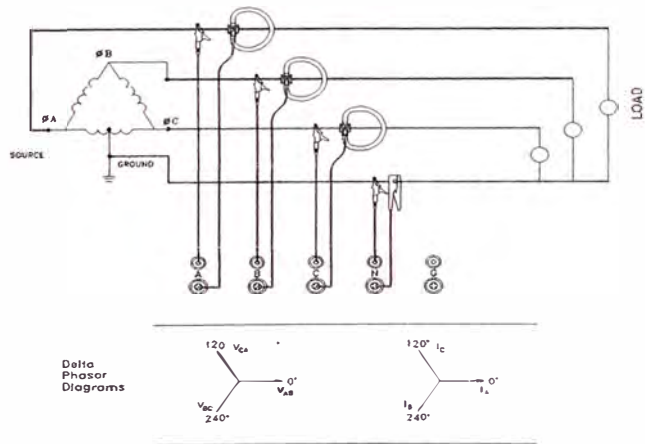 ØB
ØA
ØC
SOURCE
GROUND
LOAD
A
B
C
N
G
Delta
Phasor
Diagrams
120 VCA
0°
VAB
VBC
240°
120° IC
0°
IA
IB
240°